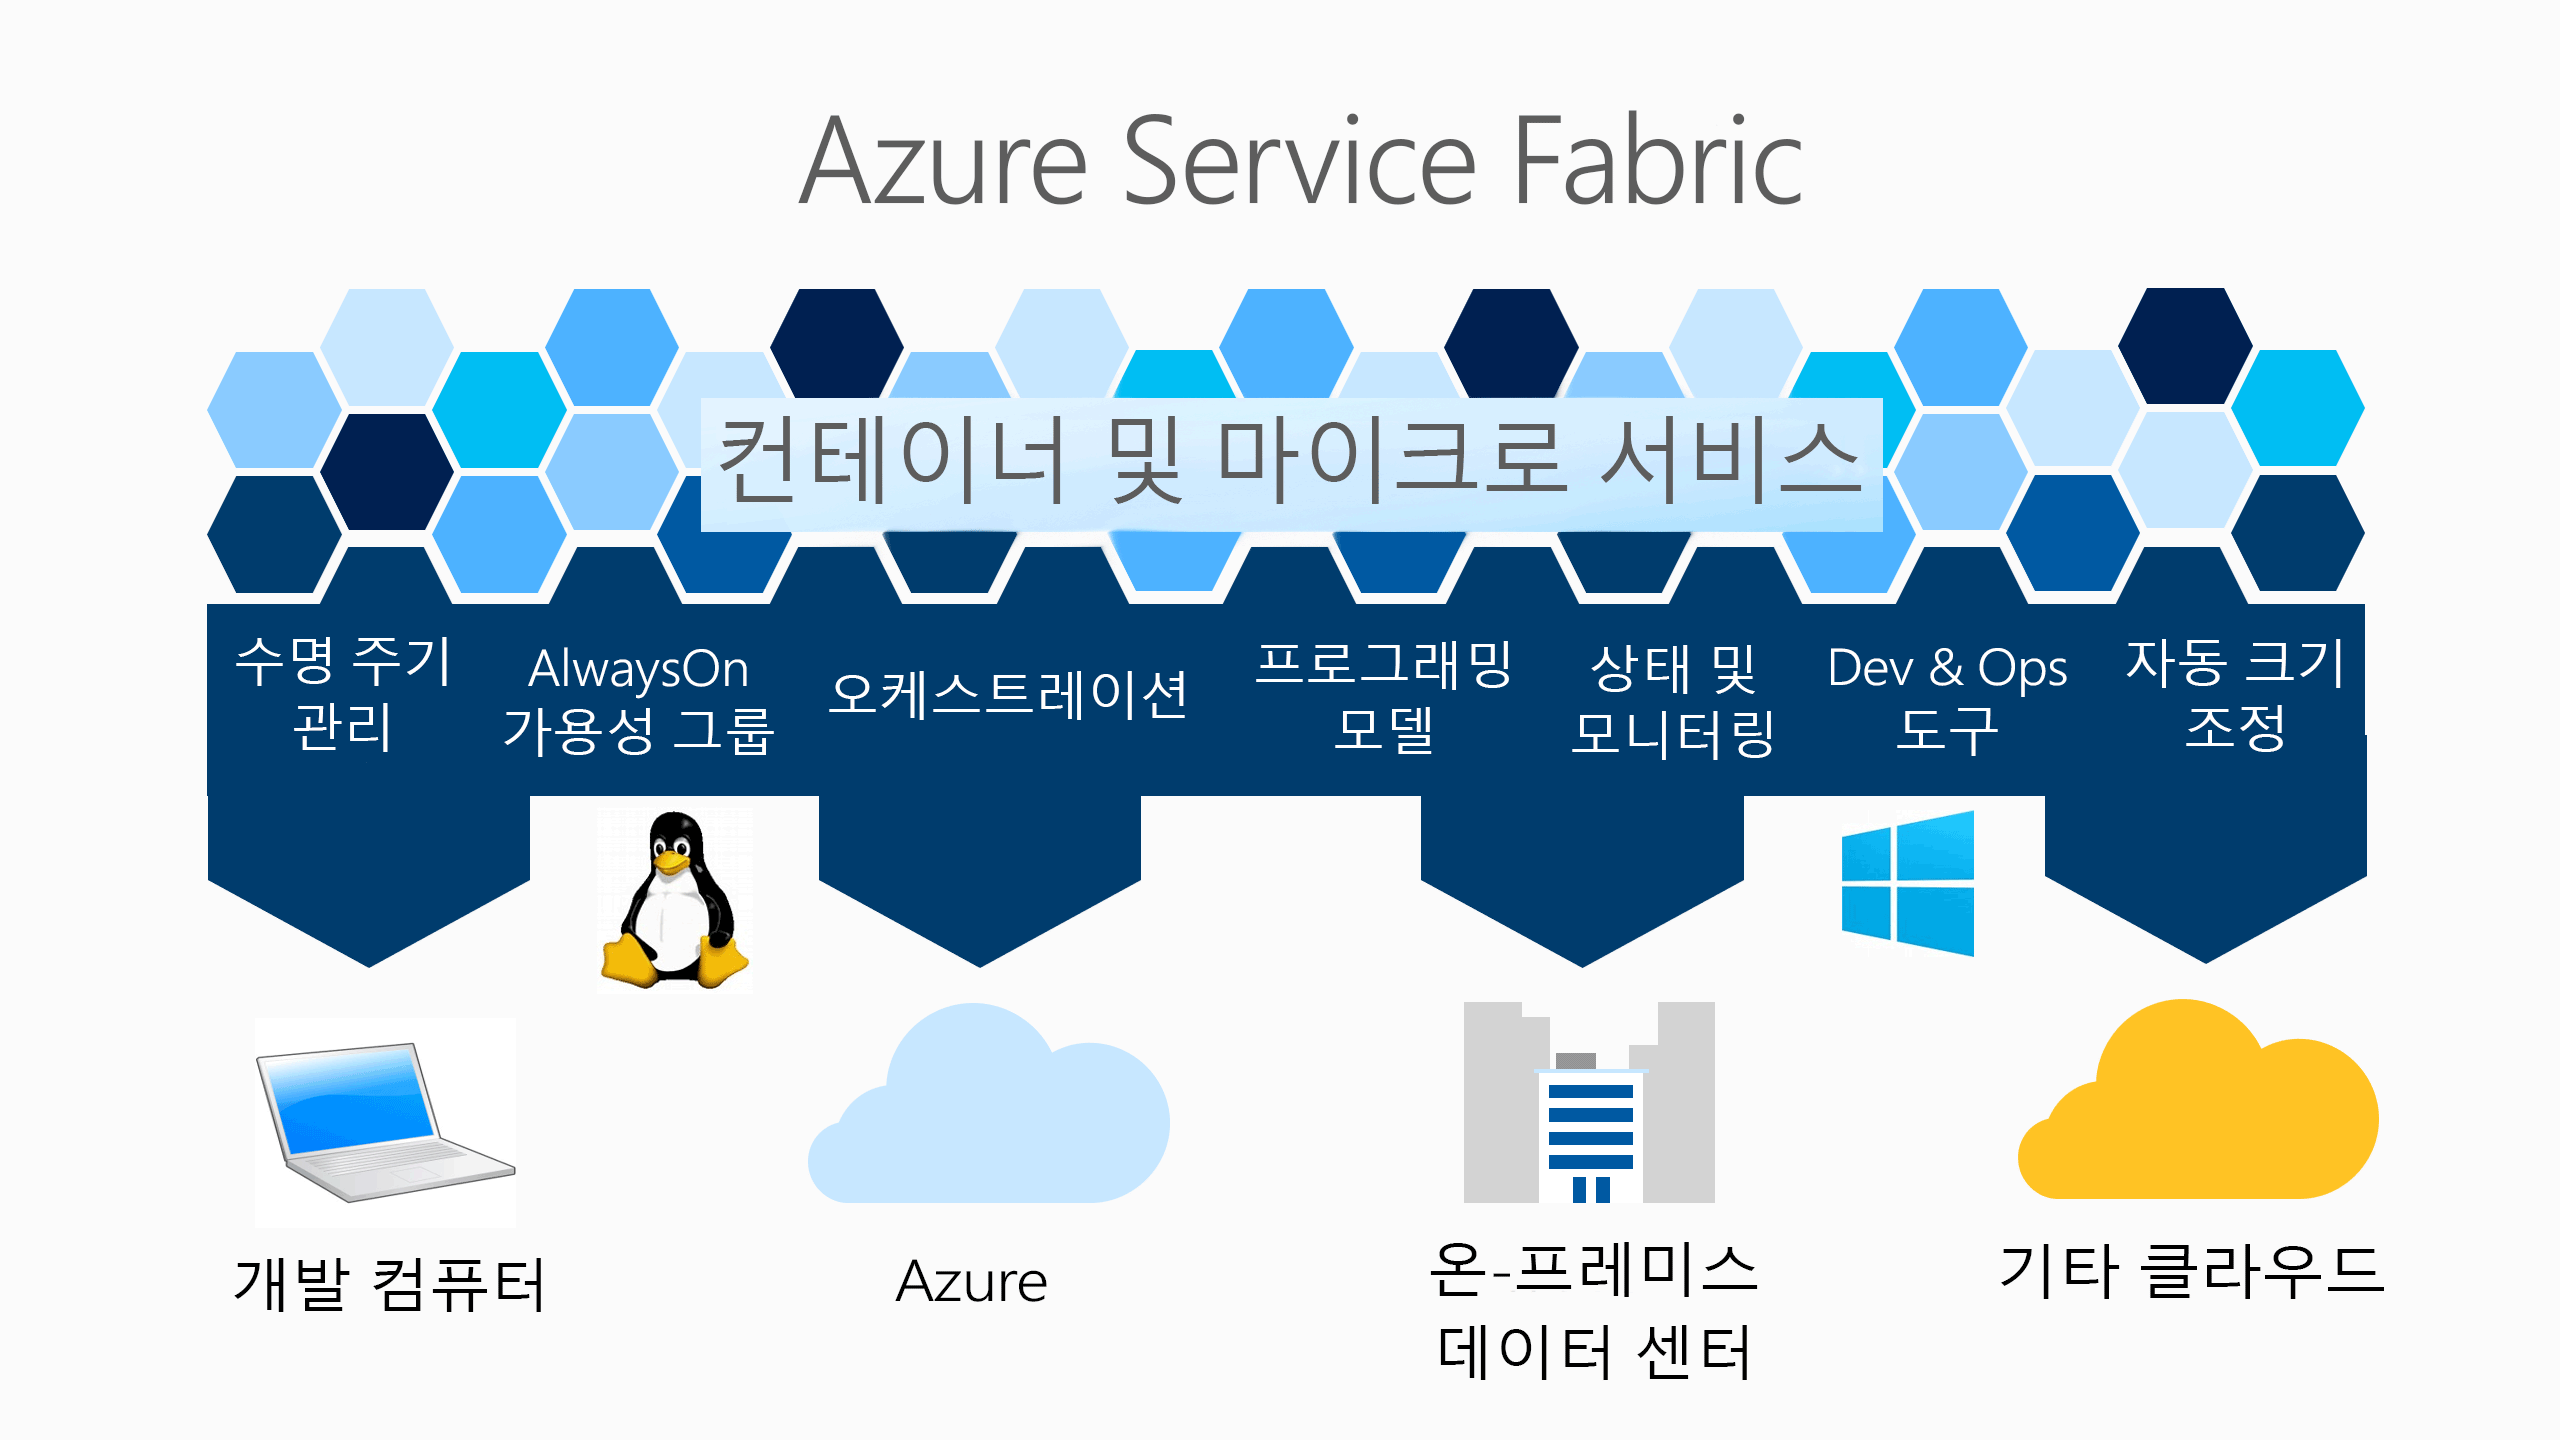 Azure Service Fabric
컨테이너 및 마이크로 서비스
수명 주기
관리
AlwaysOn
가용성 그룹
오케스트레이션
프로그래밍
모델
상태 및
모니터링
Dev & Ops
도구
자동 크기
조정
개발 컴퓨터
Azure
온-프레미스
데이터 센터
기타 클라우드